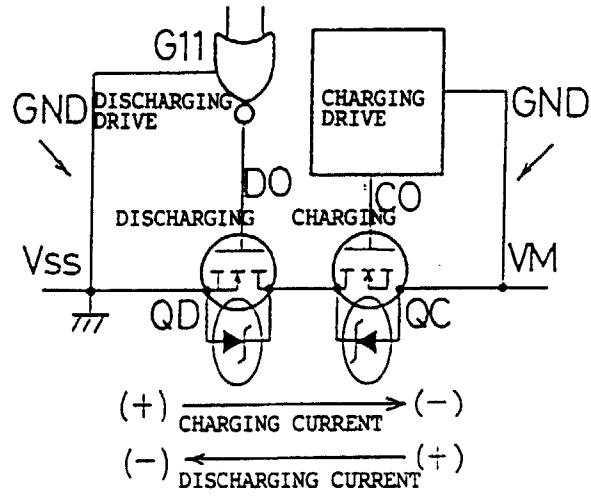 G11
GND
DISCHARGING
DRIVE
CHARGING
DRIVE
GND
DO
CO
DISCHARGING
CHARGING
Vss
VM
QD
QC
(+)
(-)
CHARGING CURRENT
(-)
(+)
DISCHARGING CURRENT